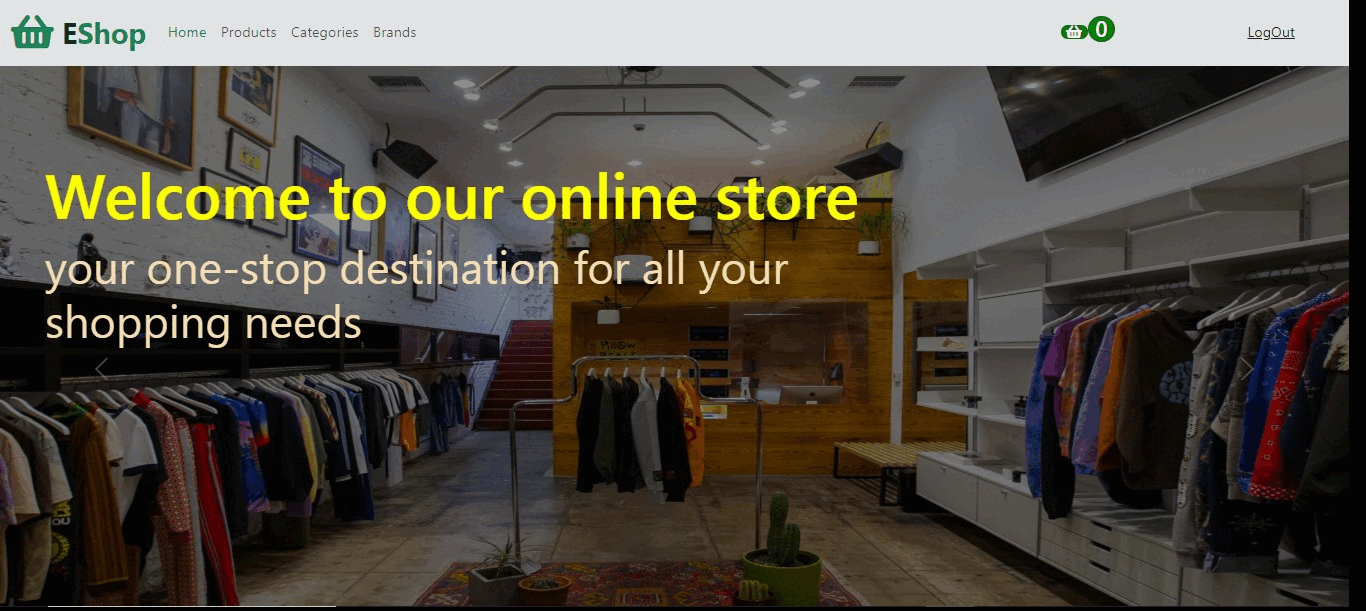 EShop Home Products Categories Brands 0 LogOut
Welcome to our online store
your one-stop destination for all your
shopping needs
PILLOW